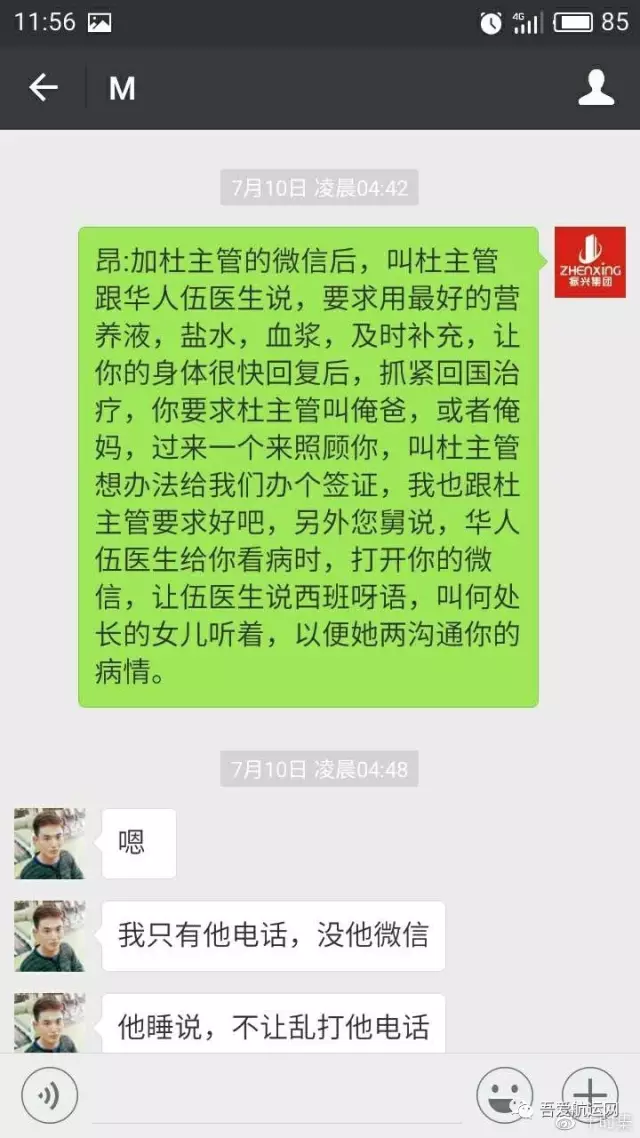 11:56
4G
85
M
7月10日 凌晨04:42
昂:加杜主管的微信后，叫杜主管
跟华人伍医生说，要求用最好的营
养液，盐水，血浆，及时补充，让
你的身体很快回复后，抓紧回国治
疗，你要求杜主管叫俺爸，或者俺
妈，过来一个来照顾你，叫杜主管
想办法给我们办个签证，我也跟杜
主管要求好吧，另外您舅说，华人
伍医生给你看病时，打开你的微
信，让伍医生说西班呀语，叫何处
长的女儿听着，以便她两沟通你的
病情。
ZHENXING
振兴集团
7月10日 凌晨04:48
嗯
我只有他电话，没他微信
他睡说，不让乱打他电话
吾爱航运网